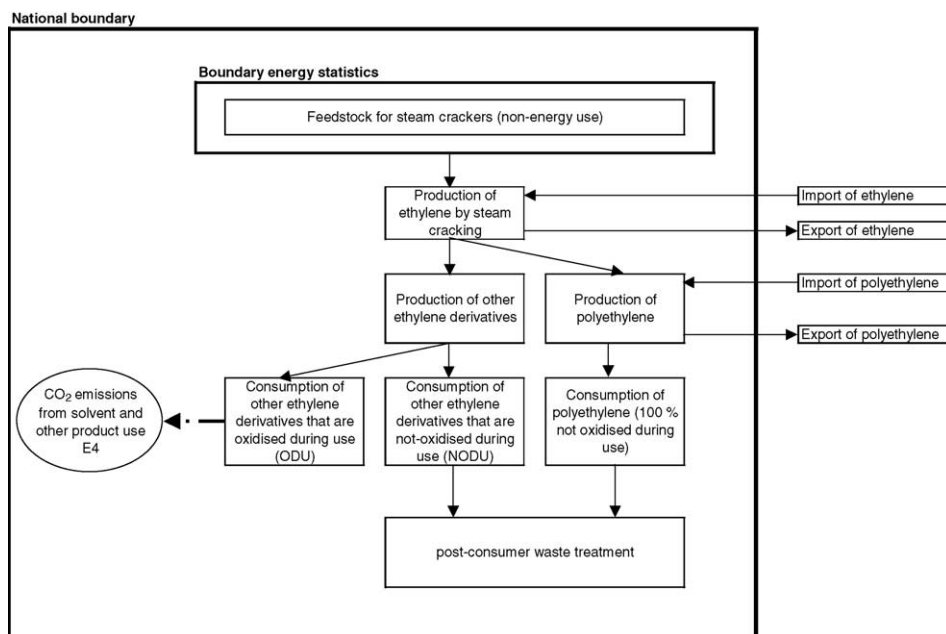 National boundary
Boundary energy statistics
Feedstock for steam crackers (non-energy use)
Production of
ethylene by steam
cracking
Import of ethylene
Export of ethylene
Production of other
ethylene derivatives
Production of
polyethylene
Import of polyethylene
Export of polyethylene
CO2 emissions
from solvent and
other product use
E4
Consumption of
other ethylene
derivatives that are
oxidised during use
(ODU)
Consumption of
other ethylene
derivatives that are
not-oxidised during
use (NODU)
Consumption of
polyethylene (100 %
not oxidised during
use)
post-consumer waste treatment